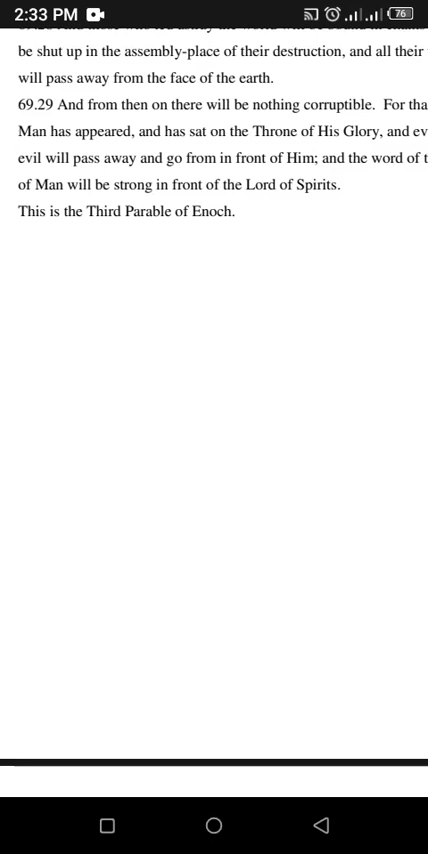 2:33 PM
76
be shut up in the assembly-place of their destruction, and all their
will pass away from the face of the earth.
69.29 And from then on there will be nothing corruptible. For tha
Man has appeared, and has sat on the Throne of His Glory, and ev
evil will pass away and go from in front of Him; and the word of t
of Man will be strong in front of the Lord of Spirits.
This is the Third Parable of Enoch.